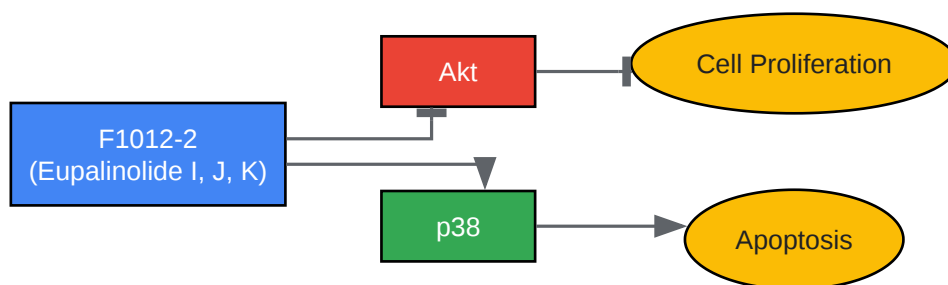 Akt
Cell Proliferation
F1012-2
(Eupalinolide I, J, K)
p38
Apoptosis